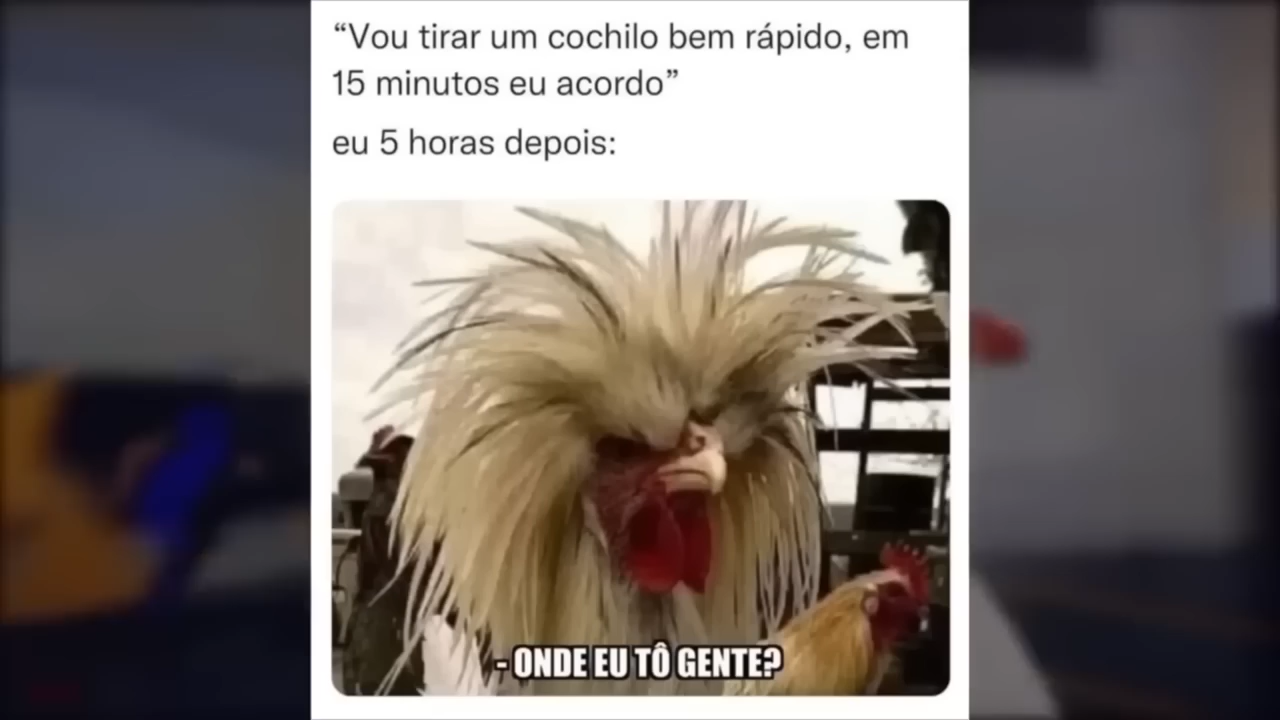 “Vou tirar um cochilo bem rápido, em
15 minutos eu acordo”
eu 5 horas depois:
- ONDE EU TÔ GENTE?